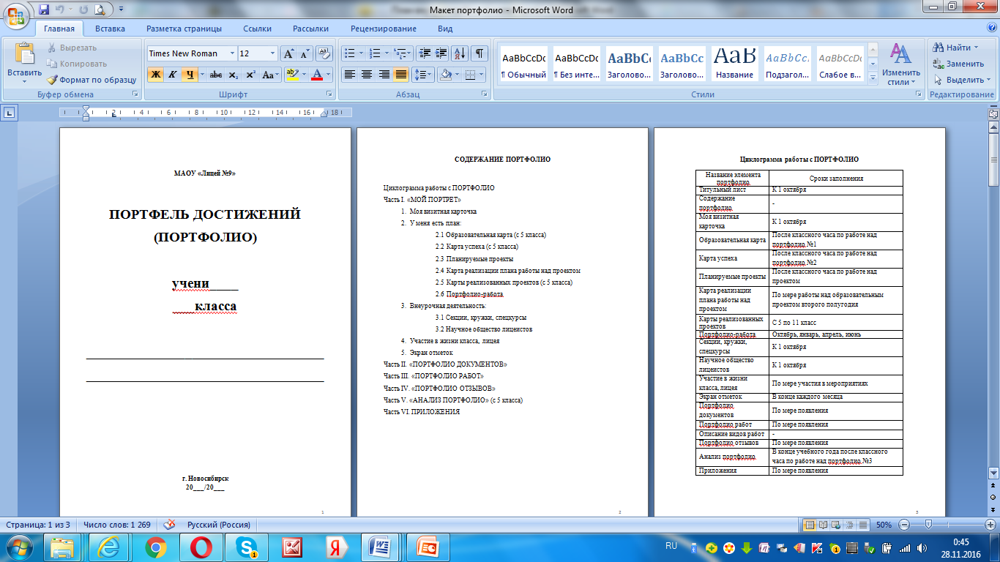 Макет портфолио - Microsoft Word
Главная Вставка Разметка страницы Ссылки Рассылки Рецензирование Вид
Вставить
Вырезать
Копировать
Формат по образцу
Буфер обмена
Times New Roman 12
Ж К Ч abc x₂ x² Aa
Шрифт
Абзац
AaBbCcDc AaBbCcDc AaBbCc AaBbCc AaB AaBbCc. AaBbCcDc
¶ Обычный ¶ Без инте... Заголово... Заголово... Название Подзагол... Слабое в...
Стили
Изменить
стили
Найти
Заменить
Выделить
Редактирование
2 4 6 8 10 12 14 16 18
МАОУ «Лицей №9»
ПОРТФЕЛЬ ДОСТИЖЕНИЙ
(ПОРТФОЛИО)
учени____
___класса
г. Новосибирск
20___/20___
1
СОДЕРЖАНИЕ ПОРТФОЛИО
Циклограмма работы с ПОРТФОЛИО
Часть I. «МОЙ ПОРТРЕТ»
1. Моя визитная карточка
2. У меня есть план:
2.1 Образовательная карта (с 5 класса)
2.2 Карта успеха (с 5 класса)
2.3 Планируемые проекты
2.4 Карта реализации плана работы над проектом
2.5 Карты реализованных проектов (с 5 класса)
2.6 Портфолио-работа
3. Внеурочная деятельность:
3.1 Секции, кружки, спецкурсы
3.2 Научное общество лицеистов
4. Участие в жизни класса, лицея
5. Экран отметок
Часть II. «ПОРТФОЛИО ДОКУМЕНТОВ»
Часть III. «ПОРТФОЛИО РАБОТ»
Часть IV. «ПОРТФОЛИО ОТЗЫВОВ»
Часть V. «АНАЛИЗ ПОРТФОЛИО» (с 5 класса)
Часть VI. ПРИЛОЖЕНИЯ
2
Циклограмма работы с ПОРТФОЛИО
Название элемента
портфолио
Сроки заполнения
Титульный лист К 1 октября
Содержание
портфолио
-
Моя визитная
карточка
К 1 октября
Образовательная карта
После классного часа по работе над
портфолио №1
Карта успеха
После классного часа по работе над
портфолио №2
Планируемые проекты
После классного часа по работе над
проектом
Карта реализации
плана работы над
проектом
По мере работы над образовательным
проектом второго полугодия
Карты реализованных
проектов
С 5 по 11 класс
Портфолио-работа Октябрь, январь, апрель, июнь
Секции, кружки,
спецкурсы
К 1 октября
Научное общество
лицеистов
К 1 октября
Участие в жизни
класса, лицея
По мере участия в мероприятиях
Экран отметок В конце каждого месяца
Портфолио
документов
По мере появления
Портфолио работ По мере появления
Описание видов работ -
Портфолио отзывов По мере появления
Анализ портфолио
В конце учебного года после классного
часа по работе над портфолио №3
Приложения По мере появления
3
Страница: 1 из 3 Число слов: 1 269 Русский (Россия) 50%
RU
0:45
28.11.2016